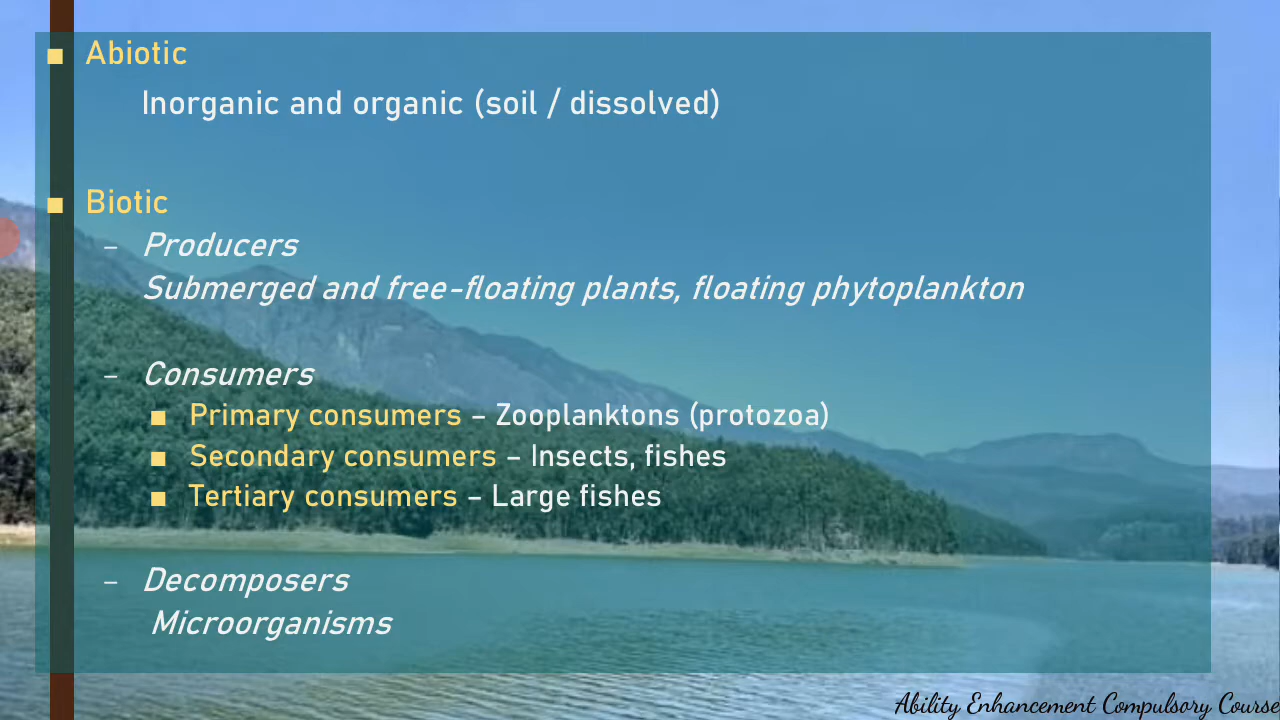 Abiotic
Inorganic and organic (soil / dissolved)
Biotic
– Producers
Submerged and free-floating plants, floating phytoplankton
– Consumers
Primary consumers – Zooplanktons (protozoa)
Secondary consumers – Insects, fishes
Tertiary consumers – Large fishes
– Decomposers
Microorganisms
Ability Enhancement Compulsory Course